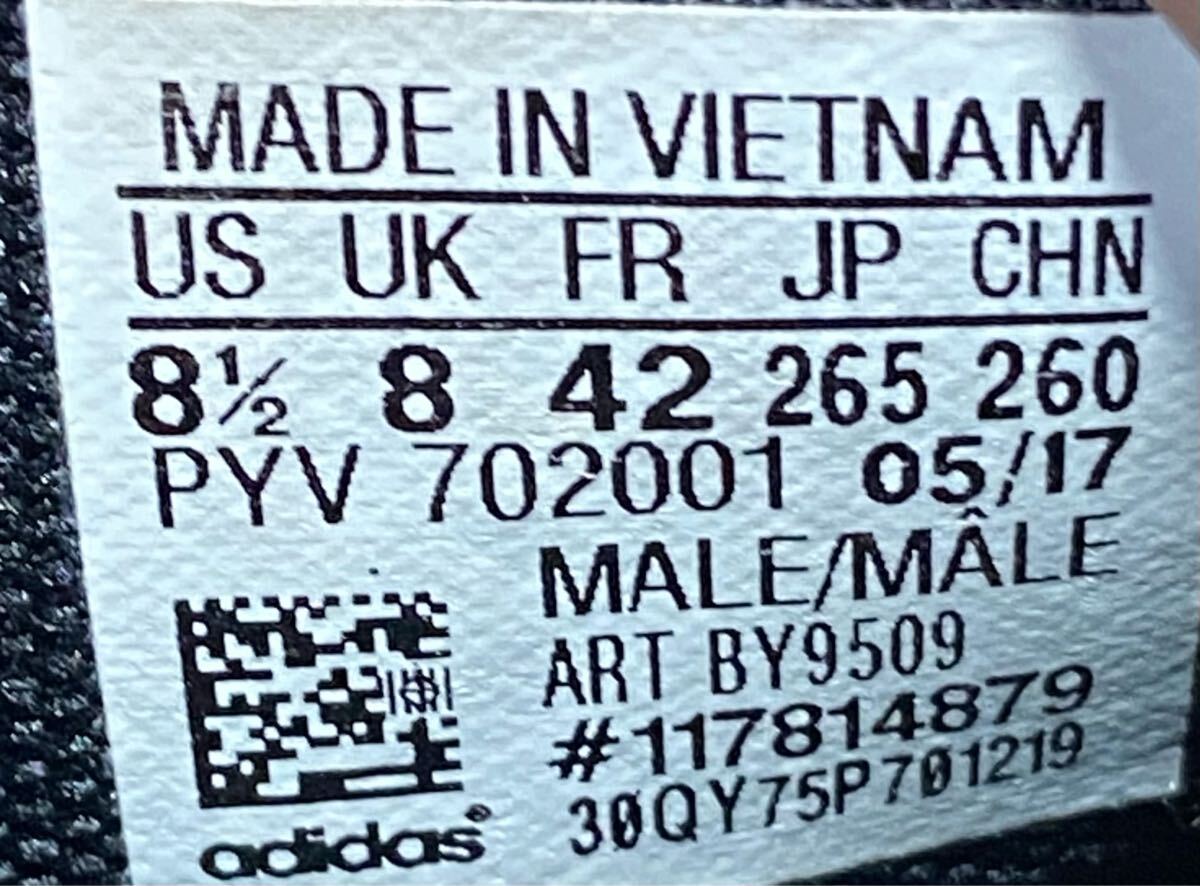 MADE IN VIETNAM
US UK FR JP CHN
8½ 8 42 265 260
PYV 702001 05/17
MALE/MÂLE
ART BY9509
#117814879
30QY75P701219
adidas®